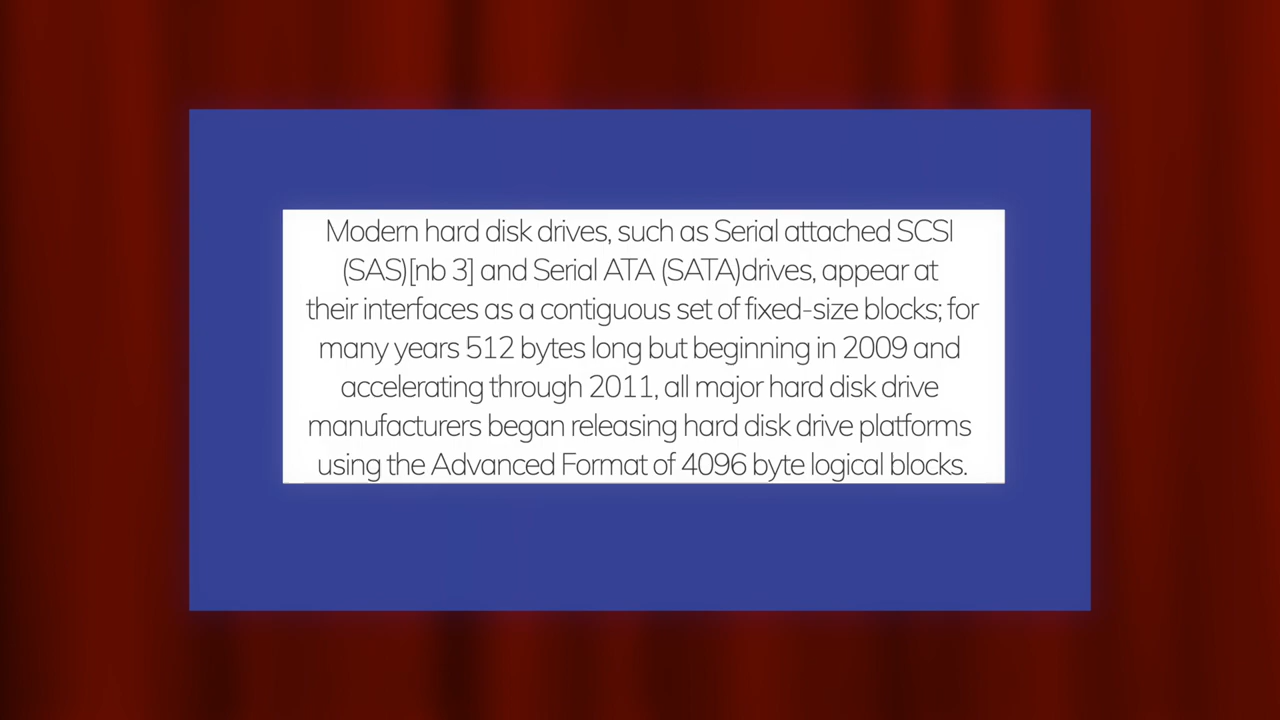 Modern hard disk drives, such as Serial attached SCSI
(SAS)[nb 3] and Serial ATA (SATA)drives, appear at
their interfaces as a contiguous set of fixed-size blocks; for
many years 512 bytes long but beginning in 2009 and
accelerating through 2011, all major hard disk drive
manufacturers began releasing hard disk drive platforms
using the Advanced Format of 4096 byte logical blocks.